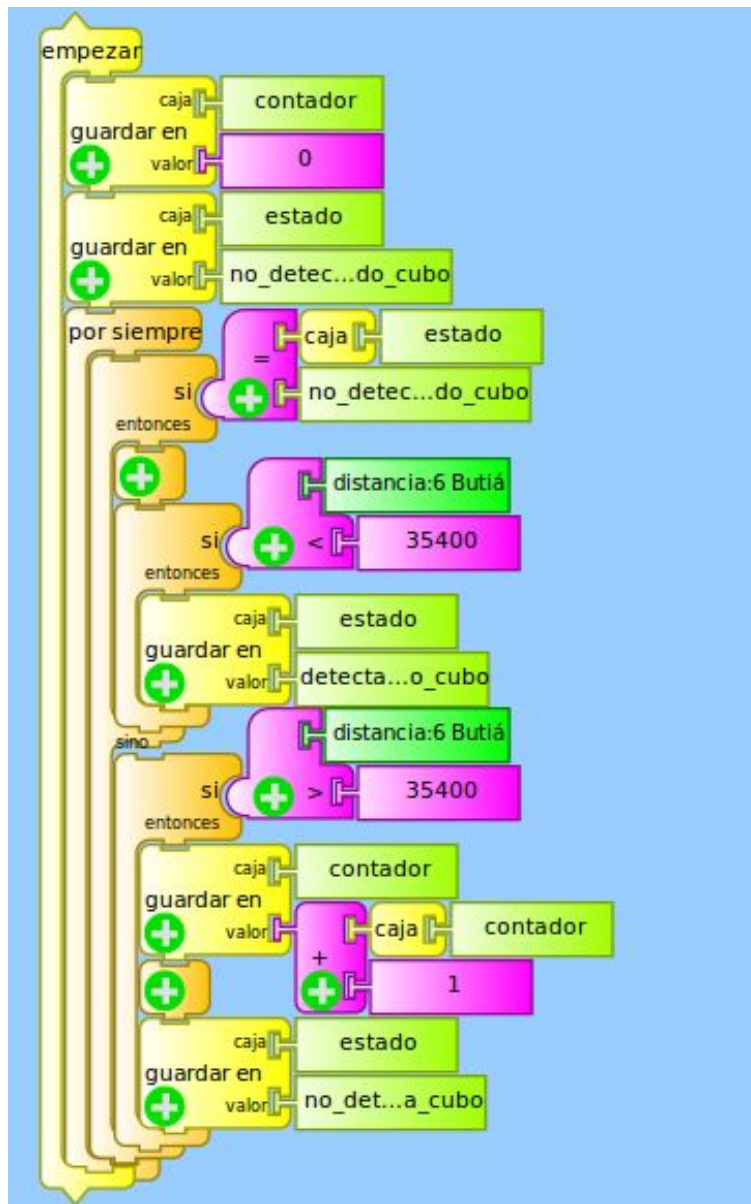 empezar
caja contador
guardar en
valor 0
caja estado
guardar en
valor no_detec...do_cubo
por siempre
si = caja estado
no_detec...do_cubo
entonces
distancia:6 Butiá
si < 35400
entonces
caja estado
guardar en
valor detecta...o_cubo
sino
distancia:6 Butiá
si > 35400
entonces
caja contador
guardar en
valor + caja contador
1
caja estado
guardar en
valor no_det...a_cubo